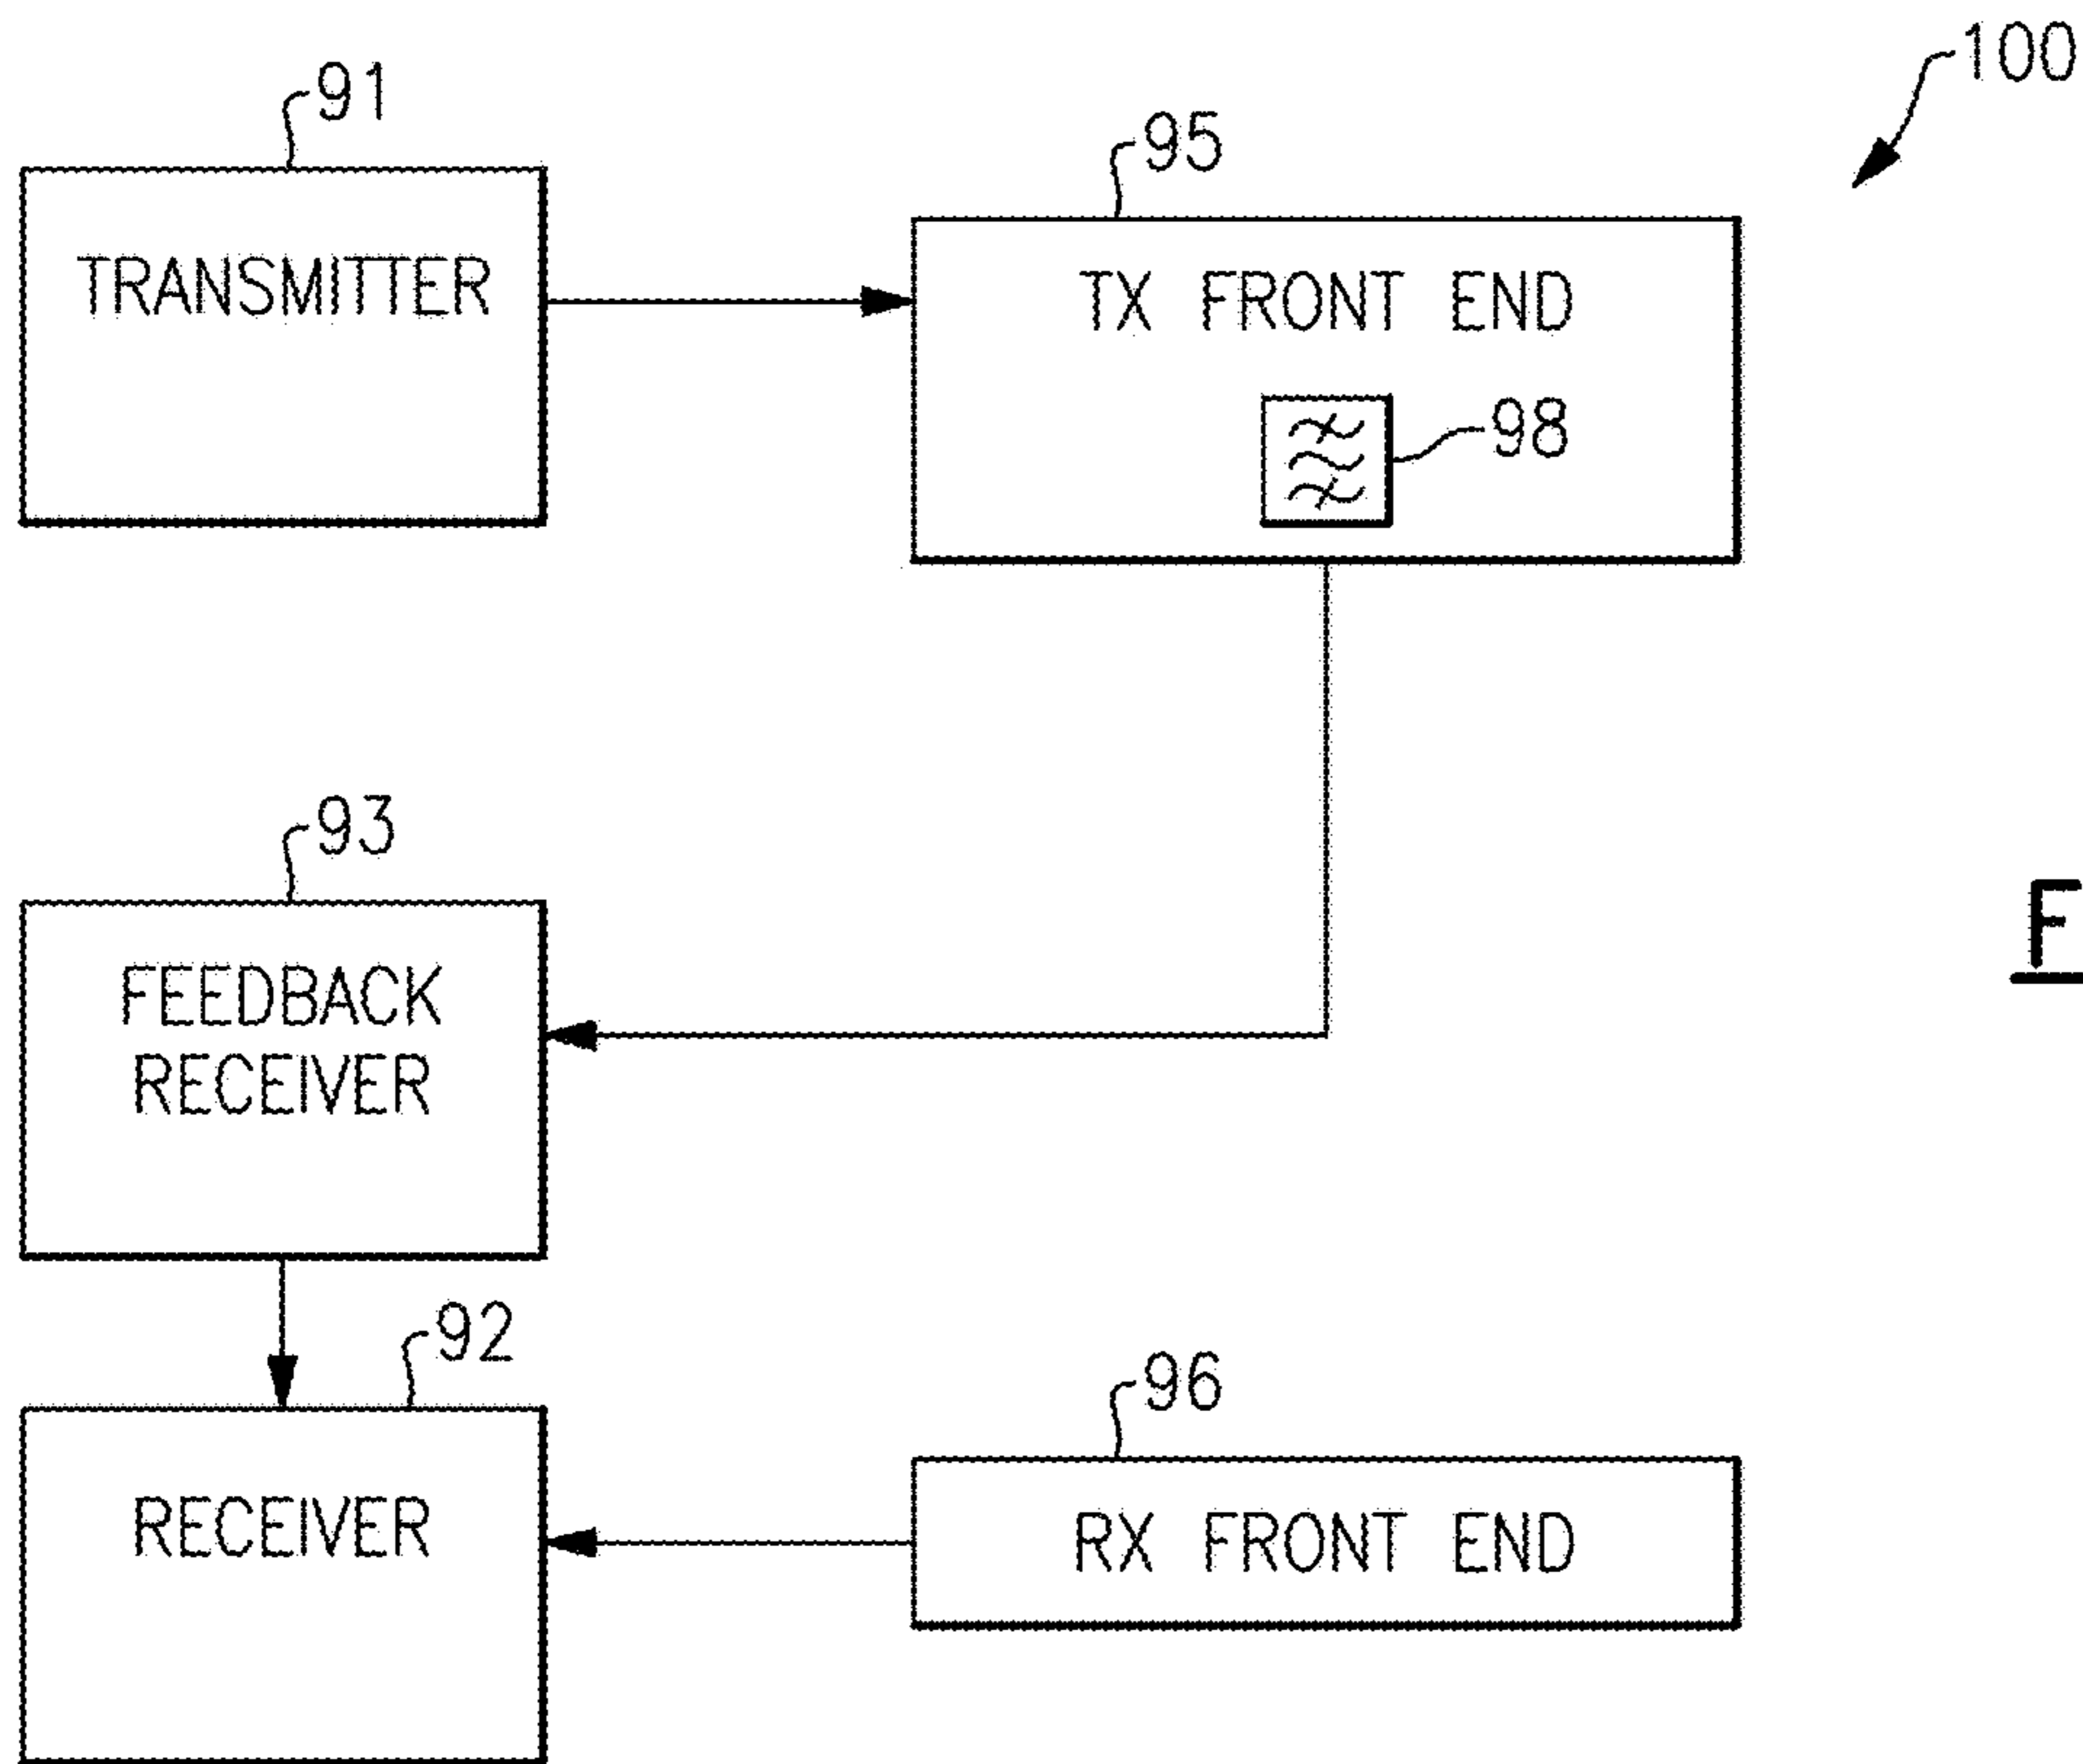 100
91
95
TRANSMITTER
TX FRONT END
98
93
FEEDBACK
RECEIVER
92
96
RECEIVER
RX FRONT END
F